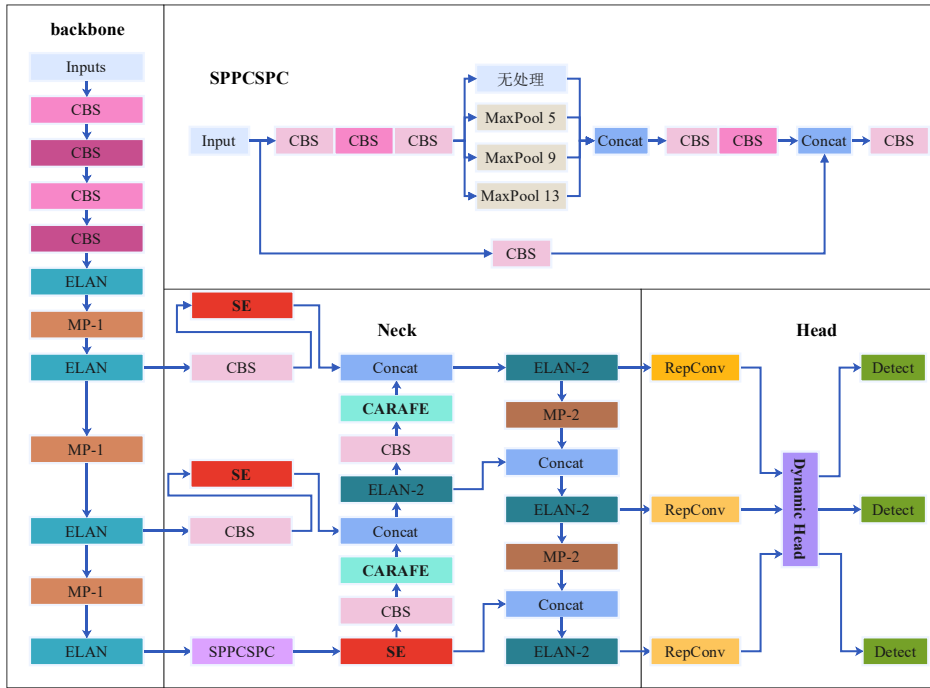 backbone
Inputs
CBS
CBS
CBS
CBS
ELAN
MP-1
ELAN
MP-1
ELAN
MP-1
ELAN
SPPCSPC
Input
CBS
CBS
CBS
无处理
MaxPool 5
MaxPool 9
MaxPool 13
Concat
CBS
CBS
Concat
CBS
CBS
Neck
SE
CBS
SE
CBS
SPPCSPC
Concat
CARAFE
CBS
ELAN-2
Concat
CARAFE
CBS
SE
ELAN-2
MP-2
Concat
ELAN-2
MP-2
Concat
ELAN-2
Head
RepConv
RepConv
RepConv
Dynamic Head
Detect
Detect
Detect